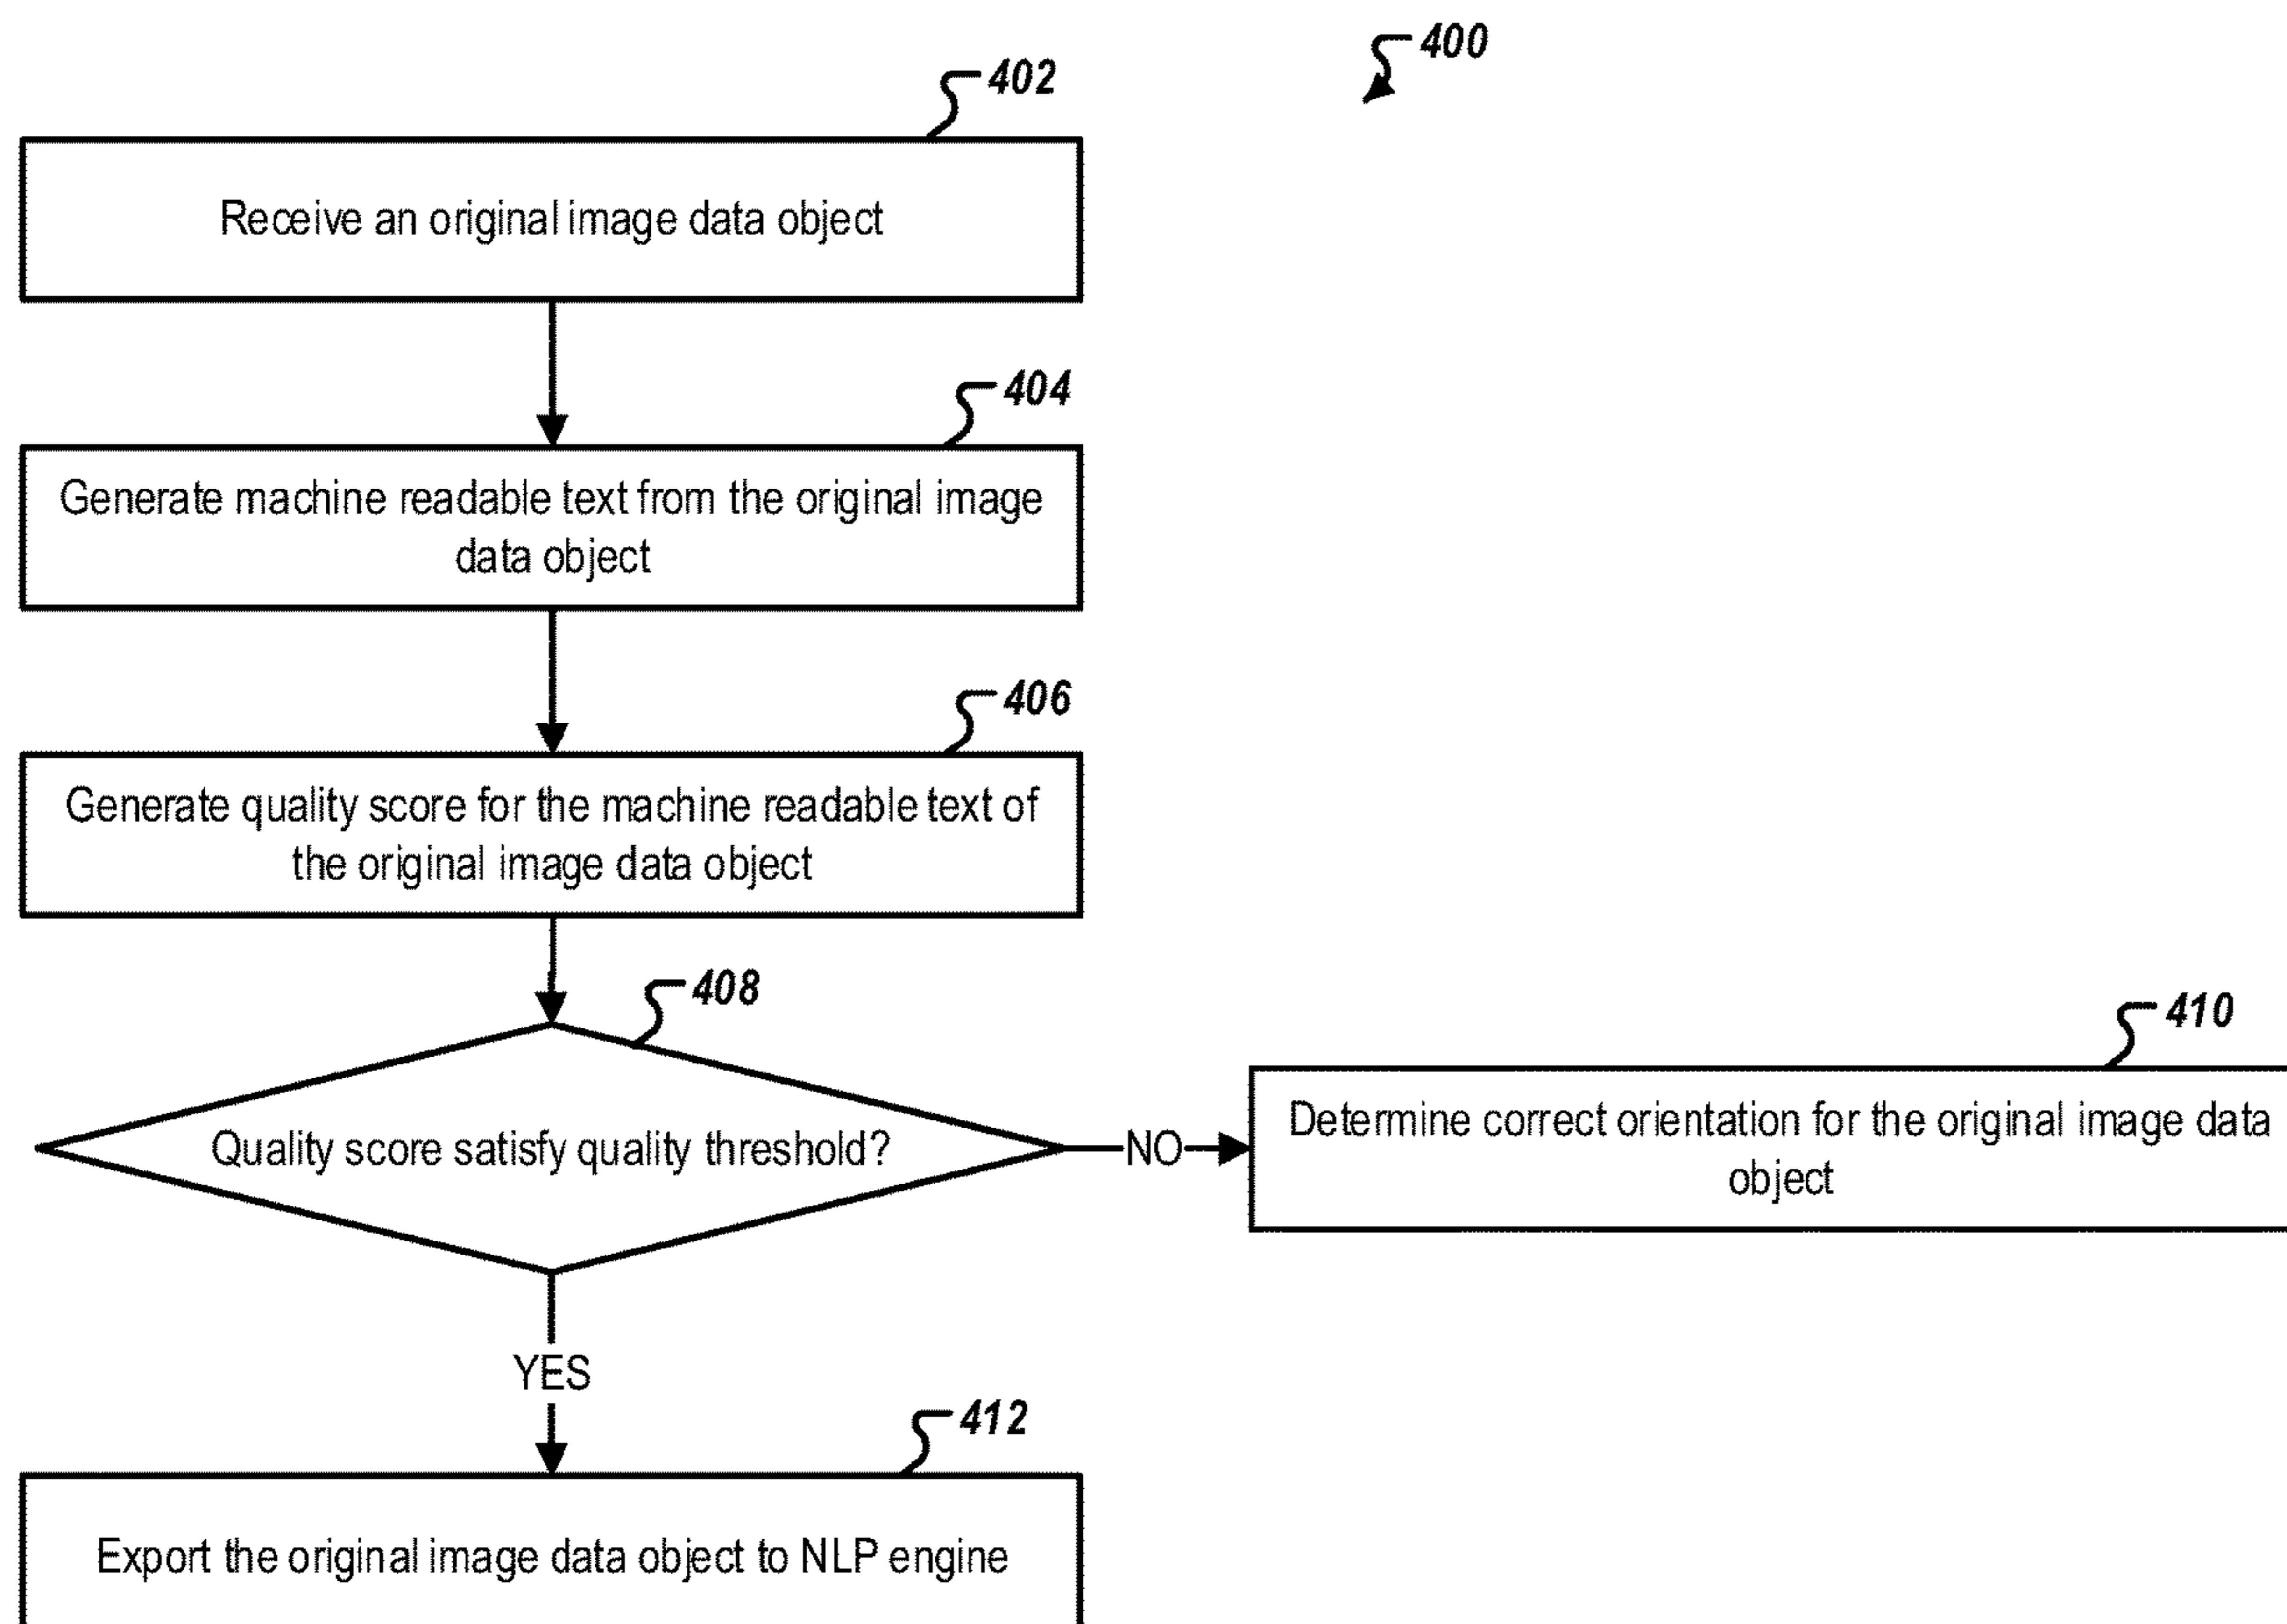 400
402
Receive an original image data object
404
Generate machine readable text from the original image
data object
406
Generate quality score for the machine readable text of
the original image data object
408
Quality score satisfy quality threshold?
NO
410
Determine correct orientation for the original image data
object
YES
412
Export the original image data object to NLP engine